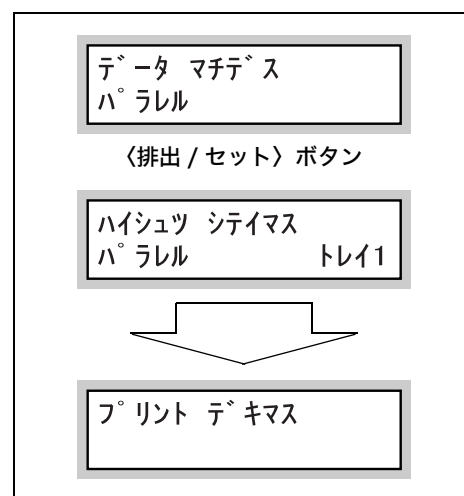 データ マチデス
パラレル
〈排出 / セット〉ボタン
ハイシュツ シテイマス
パラレル トレイ1
プリント デキマス